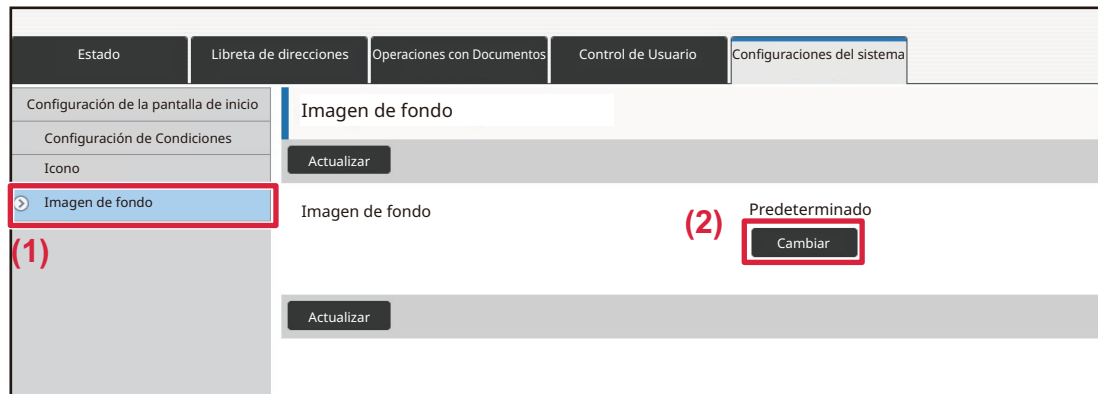 Estado
Libreta de direcciones
Operaciones con Documentos
Control de Usuario
Configuraciones del sistema
Configuración de la pantalla de inicio
Configuración de Condiciones
Icono
Imagen de fondo
(1)
Imagen de fondo
Actualizar
Imagen de fondo
Predeterminado
(2)
Cambiar
Actualizar